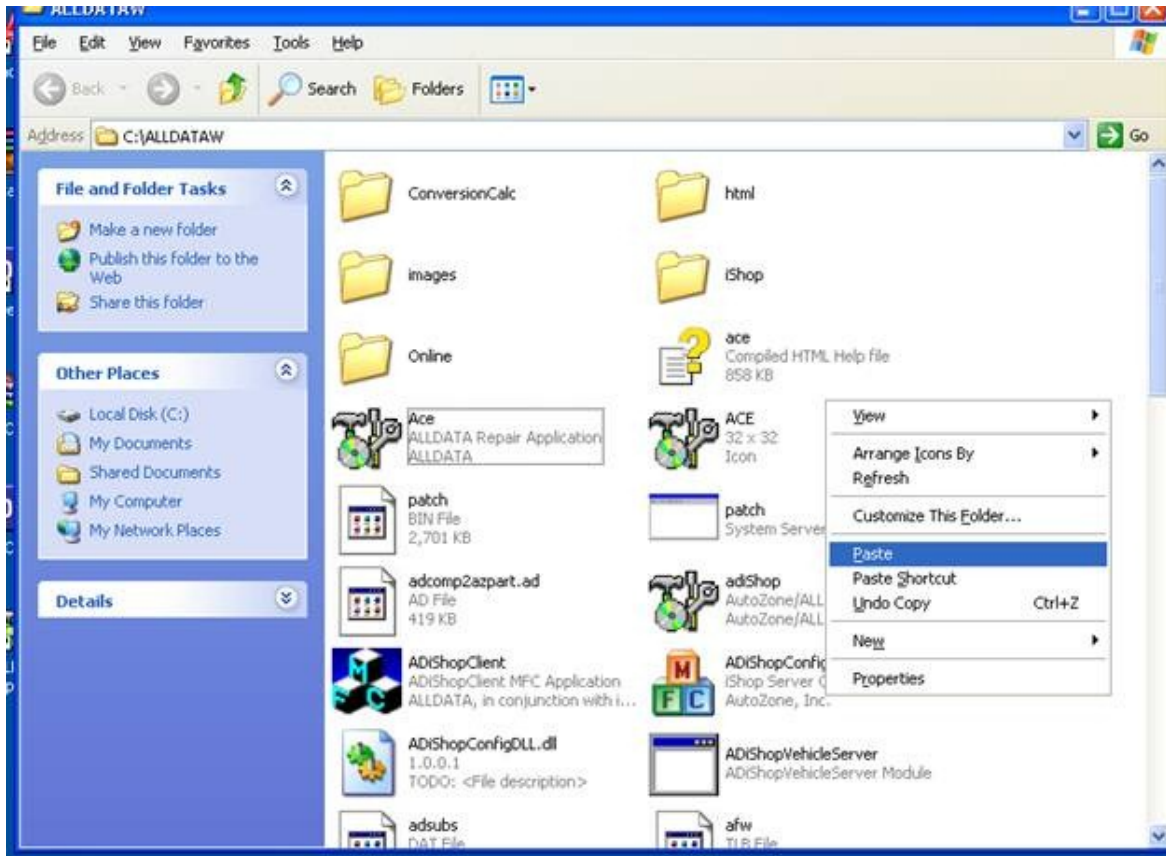 ALLDATAW
File Edit View Favorites Tools Help
Back Search Folders
Address C:\ALLDATAW Go
File and Folder Tasks
Make a new folder
Publish this folder to the
Web
Share this folder
Other Places
Local Disk (C:)
My Documents
Shared Documents
My Computer
My Network Places
Details
ConversionCalc
html
images
iShop
Online
ace
Compiled HTML Help file
858 KB
Ace
ALLDATA Repair Application
ALLDATA
ACE
32 x 32
Icon
patch
BIN File
2,701 KB
patch
System Server
adcomp2azpart.ad
AD File
419 KB
adiShop
AutoZone/ALL
AutoZone/ALL
ADiShopClient
ADiShopClient MFC Application
ALLDATA, in conjunction with i...
ADiShopConfig
iShop Server
AutoZone, Inc.
ADiShopConfigDLL.dll
1.0.0.1
TODO: <File description>
ADiShopVehicleServer
ADiShopVehicleServer Module
adsubs
DAT File
afw
TLB File
View
Arrange Icons By
Refresh
Customize This Folder...
Paste
Paste Shortcut
Undo Copy Ctrl+Z
New
Properties